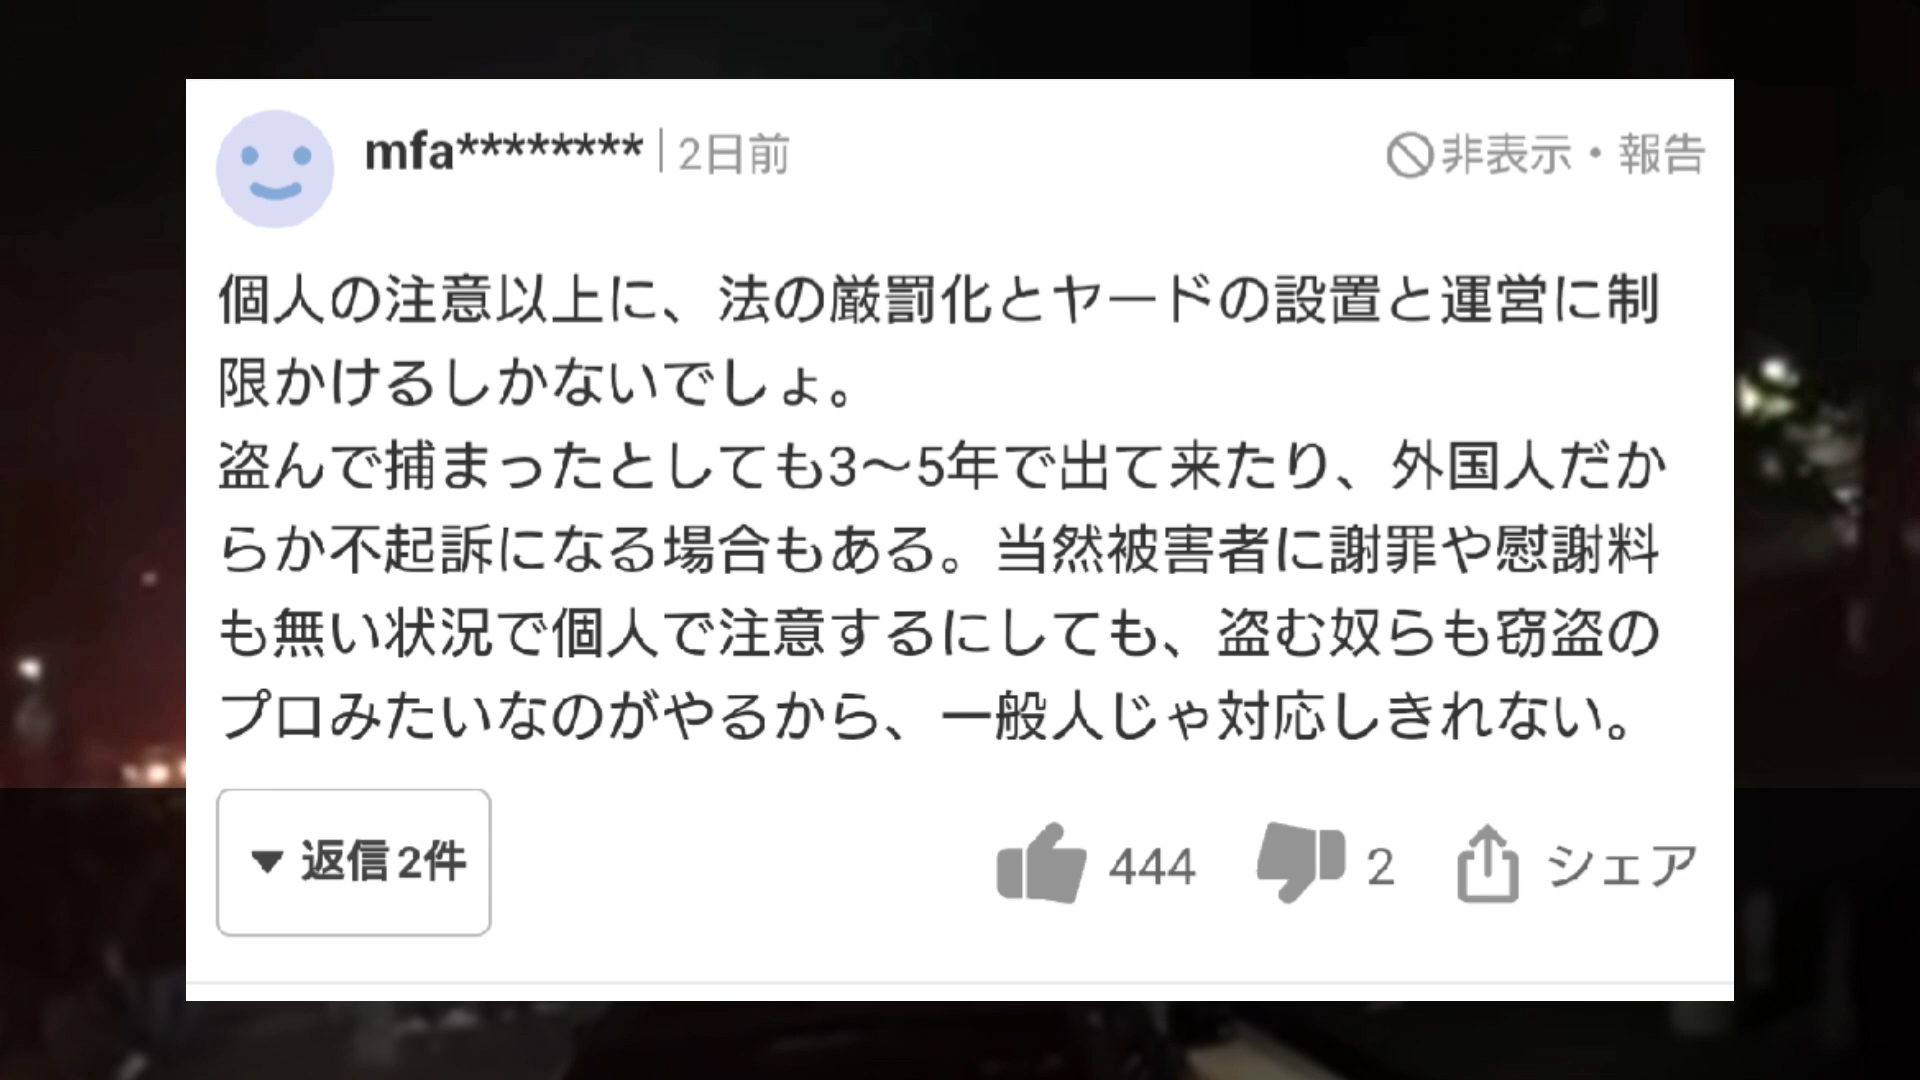 mfa********|2日前
非表示・報告
個人の注意以上に、法の厳罰化とヤードの設置と運営に制
限かけるしかないでしょ。
盗んで捕まったとしても3〜5年で出て来たり、外国人だか
らか不起訴になる場合もある。当然被害者に謝罪や慰謝料
も無い状況で個人で注意するにしても、盗む奴らも窃盗の
プロみたいなのがやるから、一般人じゃ対応しきれない。
返信2件
444
2
シェア